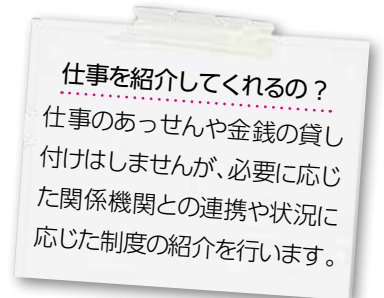 仕事を紹介してくれるの？
仕事のあっせんや金銭の貸し
付けはしませんが、必要に応じ
た関係機関との連携や状況に
応じた制度の紹介を行います。